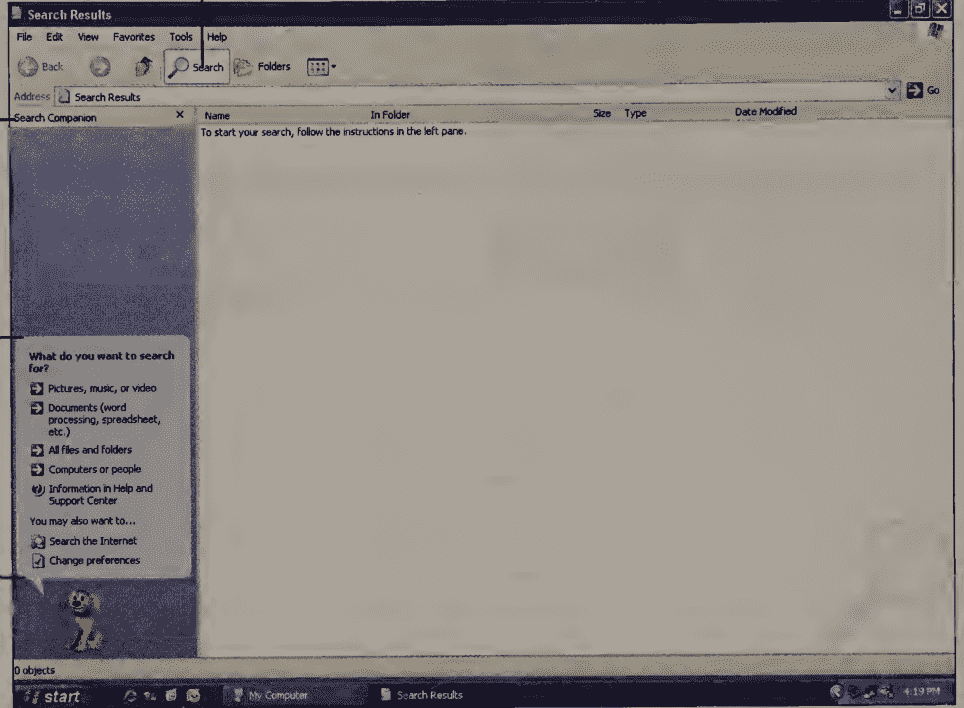 Search Results
File Edit View Favorites Tools Help
Back Search Folders
Address Search Results Go
Search Companion Name In Folder Size Type Date Modified
To start your search, follow the instructions in the left pane.
What do you want to search
for?
Pictures, music, or video
Documents (word
processing, spreadsheet,
etc.)
All files and folders
Computers or people
Information in Help and
Support Center
You may also want to...
Search the Internet
Change preferences
0 objects
start My Computer Search Results 4:19 PM